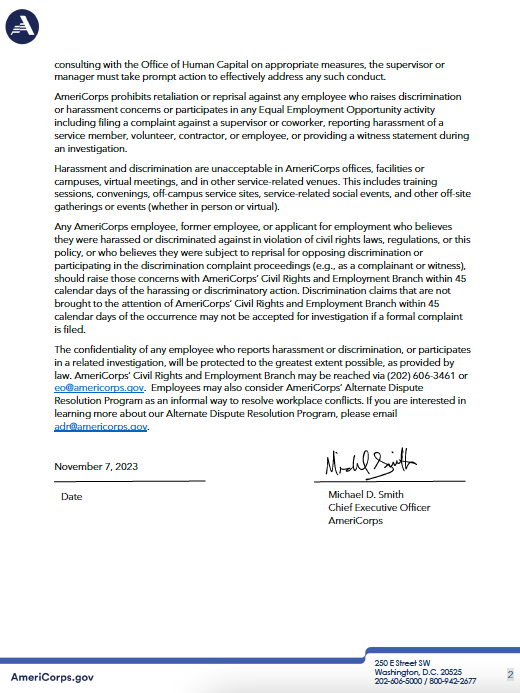 consulting with the Office of Human Capital on appropriate measures, the supervisor or
manager must take prompt action to effectively address any such conduct.
AmeriCorps prohibits retaliation or reprisal against any employee who raises discrimination
or harassment concerns or participates in any Equal Employment Opportunity activity
including filing a complaint against a supervisor or coworker, reporting harassment of a
service member, volunteer, contractor, or employee, or providing a witness statement during
an investigation.
Harassment and discrimination are unacceptable in AmeriCorps offices, facilities or
campuses, virtual meetings, and in other service-related venues. This includes training
sessions, convenings, off-campus service sites, service-related social events, and other off-site
gatherings or events (whether in person or virtual).
Any AmeriCorps employee, former employee, or applicant for employment who believes
they were harassed or discriminated against in violation of civil rights laws, regulations, or this
policy, or who believes they were subject to reprisal for opposing discrimination or
participating in the discrimination complaint proceedings (e.g., as a complainant or witness),
should raise those concerns with AmeriCorps' Civil Rights and Employment Branch within 45
calendar days of the harassing or discriminatory action. Discrimination claims that are not
brought to the attention of AmeriCorps' Civil Rights and Employment Branch within 45
calendar days of the occurrence may not be accepted for investigation if a formal complaint
is filed.
The confidentiality of any employee who reports harassment or discrimination, or participates
in a related investigation, will be protected to the greatest extent possible, as provided by
law. AmeriCorps' Civil Rights and Employment Branch may be reached via (202) 606-3461 or
eo@americorps.gov. Employees may also consider AmeriCorps' Alternate Dispute
Resolution Program as an informal way to resolve workplace conflicts. If you are interested in
learning more about our Alternate Dispute Resolution Program, please email
adr@americorps.gov.
November 7, 2023
Michael Smith
Date
Michael D. Smith
Chief Executive Officer
AmeriCorps
AmeriCorps.gov
250 E Street SW
Washington, D.C. 20525
202-606-5000 / 800-942-2677
2